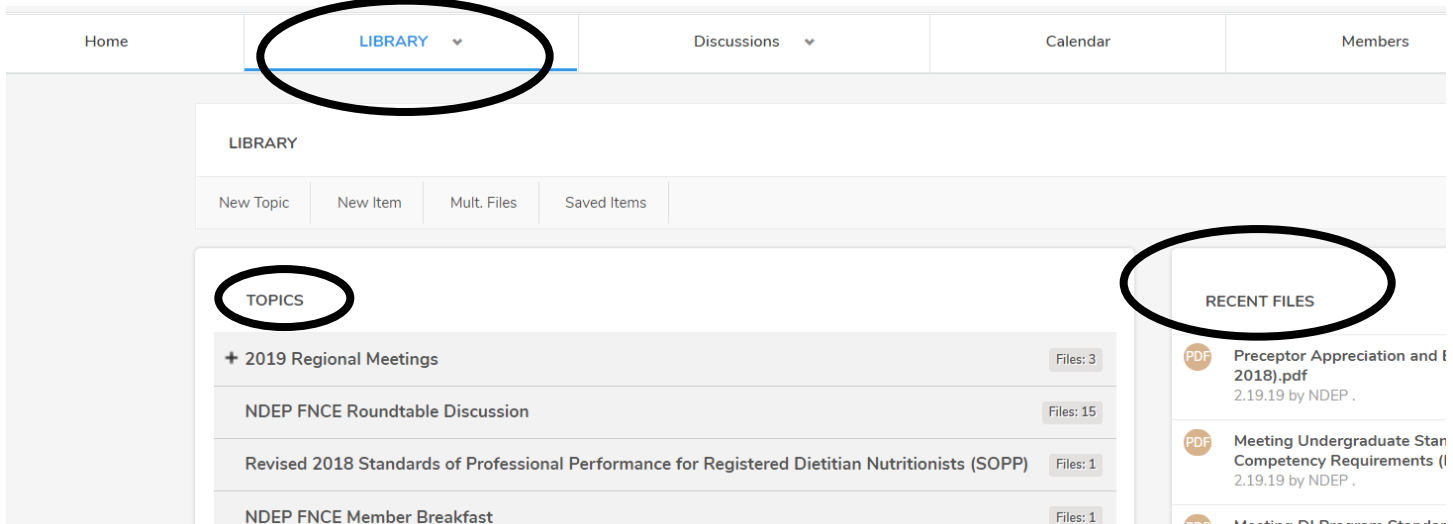 Home LIBRARY Discussions Calendar Members
LIBRARY
New Topic New Item Mult. Files Saved Items
TOPICS
+ 2019 Regional Meetings Files: 3
NDEP FNCE Roundtable Discussion Files: 15
Revised 2018 Standards of Professional Performance for Registered Dietitian Nutritionists (SOPP) Files: 1
NDEP FNCE Member Breakfast Files: 1
RECENT FILES
PDF Preceptor Appreciation and
2018).pdf
2.19.19 by NDEP .
PDF Meeting Undergraduate
Competency Requirements
2.19.19 by NDEP .